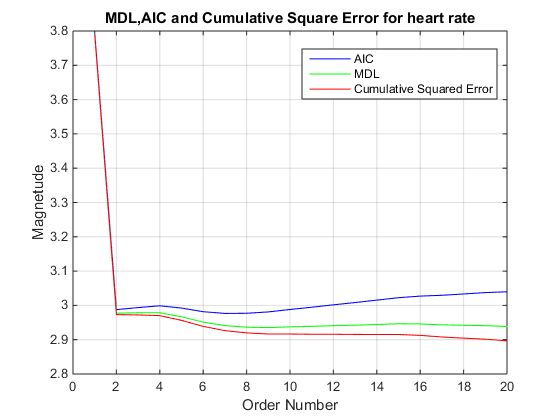 MDL,AIC and Cumulative Square Error for heart rate
3.8
3.7
3.6
3.5
3.4
3.3
3.2
3.1
3
2.9
2.8
Magnetude
AIC
MDL
Cumulative Squared Error
0 2 4 6 8 10 12 14 16 18 20
Order Number